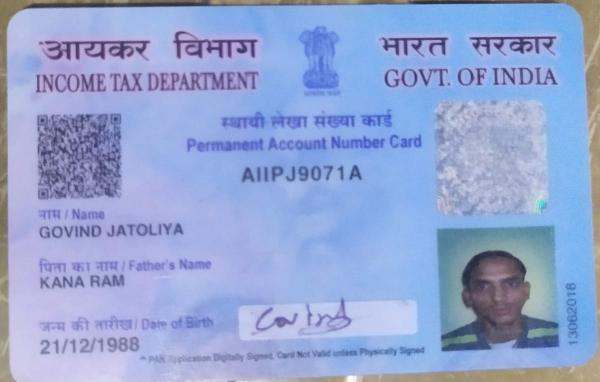 आयकर विभाग
INCOME TAX DEPARTMENT
भारत सरकार
GOVT. OF INDIA
स्थायी लेखा संख्या कार्ड
Permanent Account Number Card
AIIPJ9071A
नाम / Name
GOVIND JATOLIYA
पिता का नाम / Father's Name
KANA RAM
जन्म की तारीख / Date of Birth
21/12/1988
Govind
PAN Application Digitally Signed, Card Not Valid unless Physically Signed
13062018